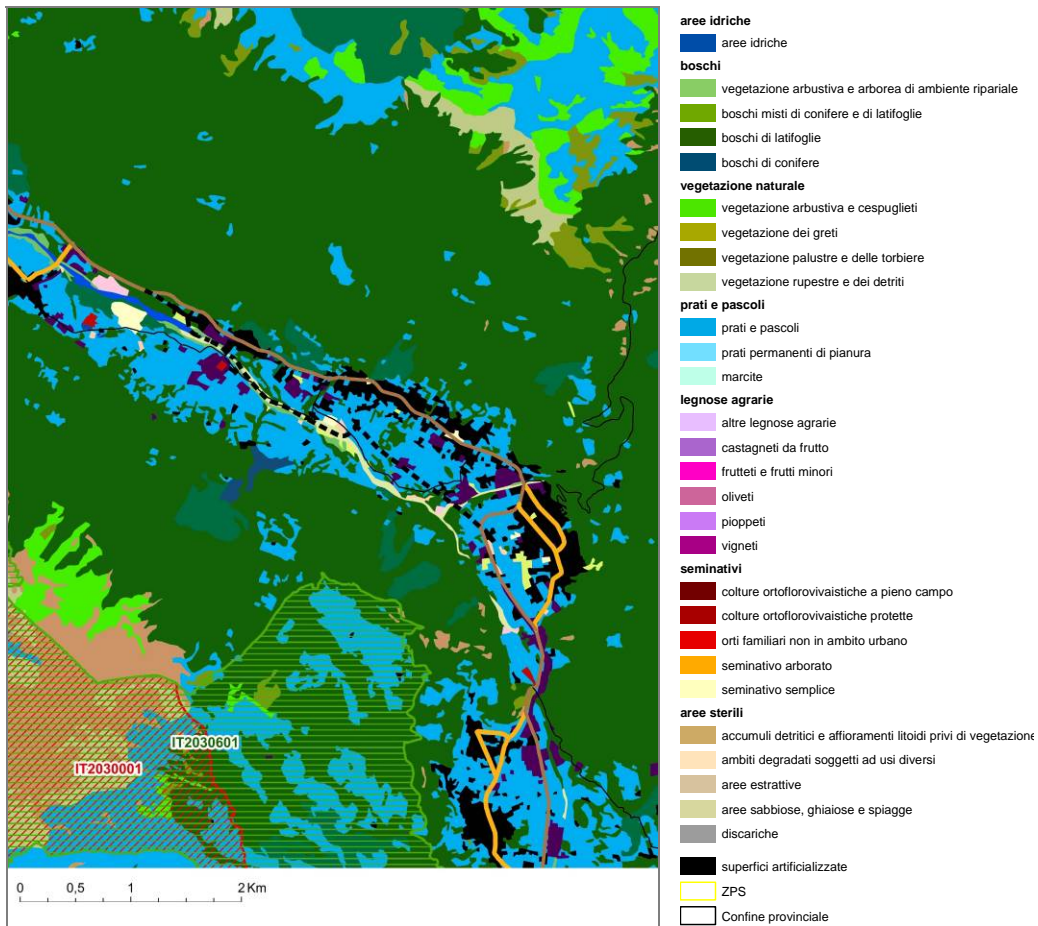 IT2030601
IT2030001
0 0,5 1 2 Km
aree idriche
aree idriche
boschi
vegetazione arbustiva e arborea di ambiente ripariale
boschi misti di conifere e di latifoglie
boschi di latifoglie
boschi di conifere
vegetazione naturale
vegetazione arbustiva e cespuglieti
vegetazione dei greti
vegetazione palustre e delle torbiere
vegetazione rupestre e dei detriti
prati e pascoli
prati e pascoli
prati permanenti di pianura
marcite
legnose agrarie
altre legnose agrarie
castagneti da frutto
frutteti e frutti minori
oliveti
pioppeti
vigneti
seminativi
colture ortoflorovivaistiche a pieno campo
colture ortoflorovivaistiche protette
orti familiari non in ambito urbano
seminativo arborato
seminativo semplice
aree sterili
accumuli detritici e affioramenti litoidi privi di vegetazione
ambiti degradati soggetti ad usi diversi
aree estrattive
aree sabbiose, ghiaiose e spiagge
discariche
superfici artificializzate
ZPS
Confine provinciale